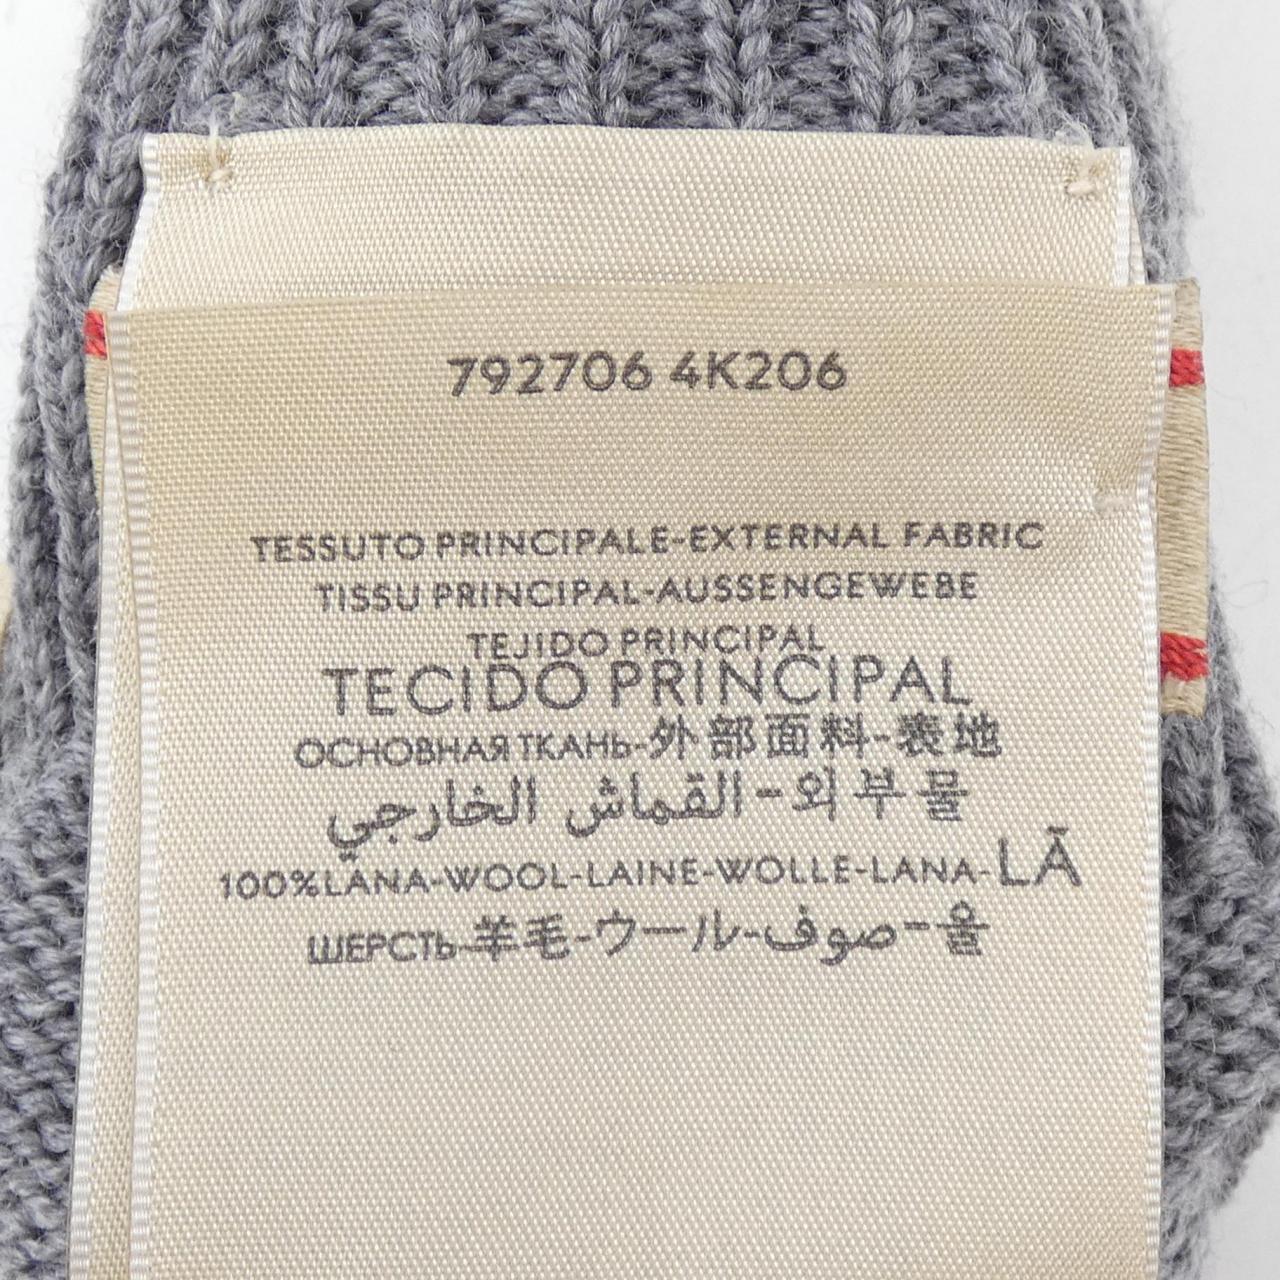 792706 4K206
TESSUTO PRINCIPALE-EXTERNAL FABRIC
TISSU PRINCIPAL-AUSSENGEWEBE
TEJIDO PRINCIPAL
TECIDO PRINCIPAL
ОСНОВНАЯ ТКАНЬ-外部面料-表地
القماش الخارجي-외부물
100%LANA-WOOL-LAINE-WOLLE-LANA-LÃ
ШЕРСТЬ-羊毛-ウール-صوف-울